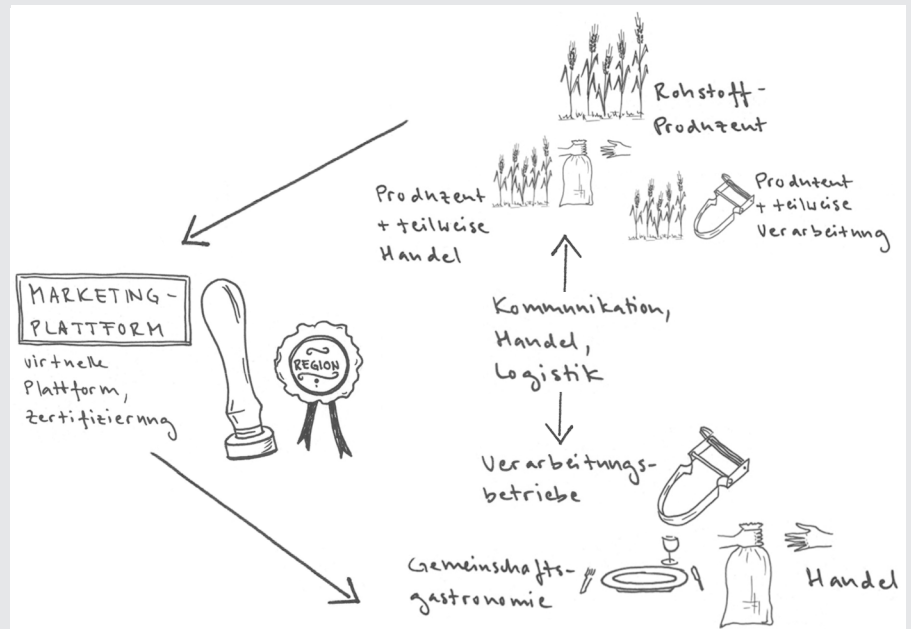 Rohstoff-
Produzent
Produzent
+ teilweise
Handel
Produzent
+ teilweise
Verarbeitung
MARKETING-
PLATTFORM
virtuelle
Plattform,
Zertifizierung
REGION
Kommunikation,
Handel,
Logistik
Verarbeitungs-
betriebe
Gemeinschafts-
gastronomie
Handel